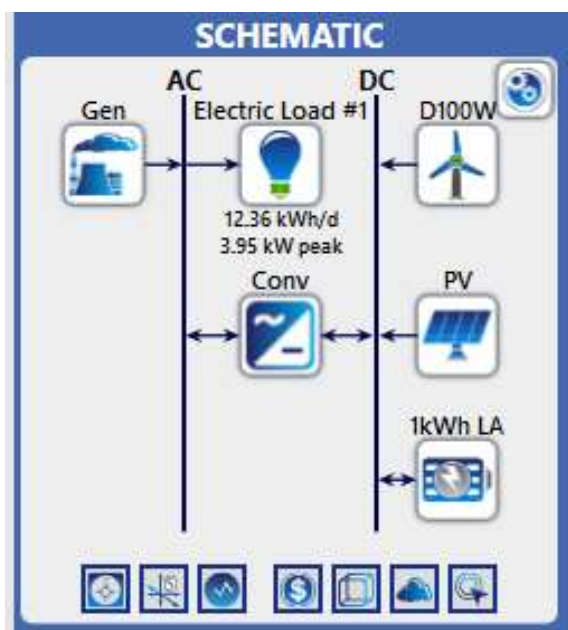 SCHEMATIC
AC DC
Gen Electric Load #1 D100W
12.36 kWh/d
3.95 kW peak
Conv PV
1kWh LA